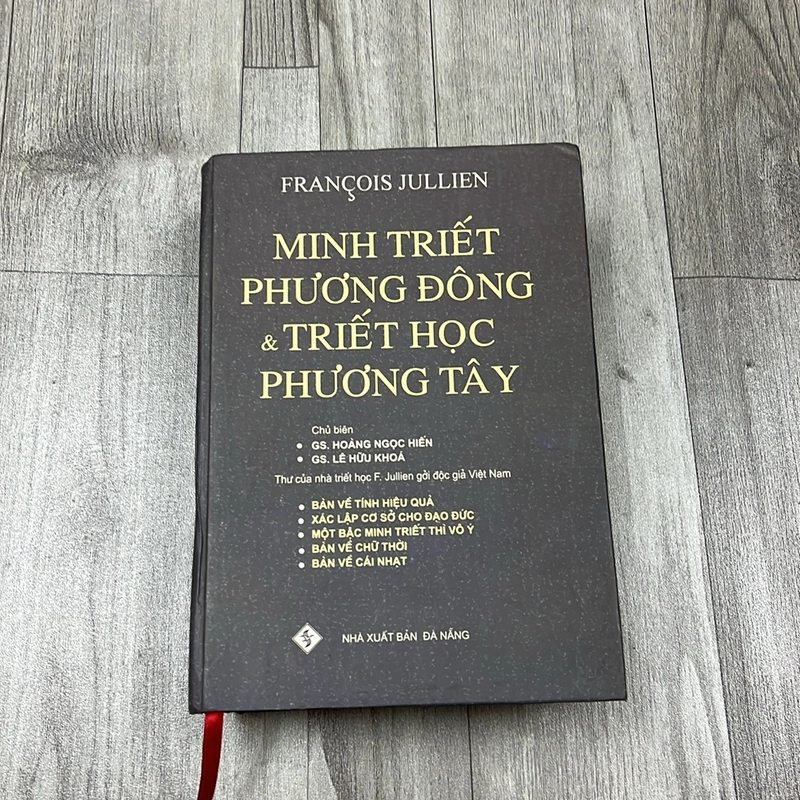 FRANÇOIS JULLIEN
MINH TRIẾT
PHƯƠNG ĐÔNG
& TRIẾT HỌC
PHƯƠNG TÂY
Chủ biên
• GS. HOÀNG NGỌC HIẾN
• GS. LÊ HỮU KHOÁ
Thư của nhà triết học F. Jullien gởi độc giả Việt Nam
• BÀN VỀ TÍNH HIỆU QUẢ
• XÁC LẬP CƠ SỞ CHO ĐẠO ĐỨC
• MỘT BẬC MINH TRIẾT THÌ VÔ Ý
• BÀN VỀ CHỮ THỜI
• BÀN VỀ CÁI NHẠT
NHÀ XUẤT BẢN ĐÀ NẴNG